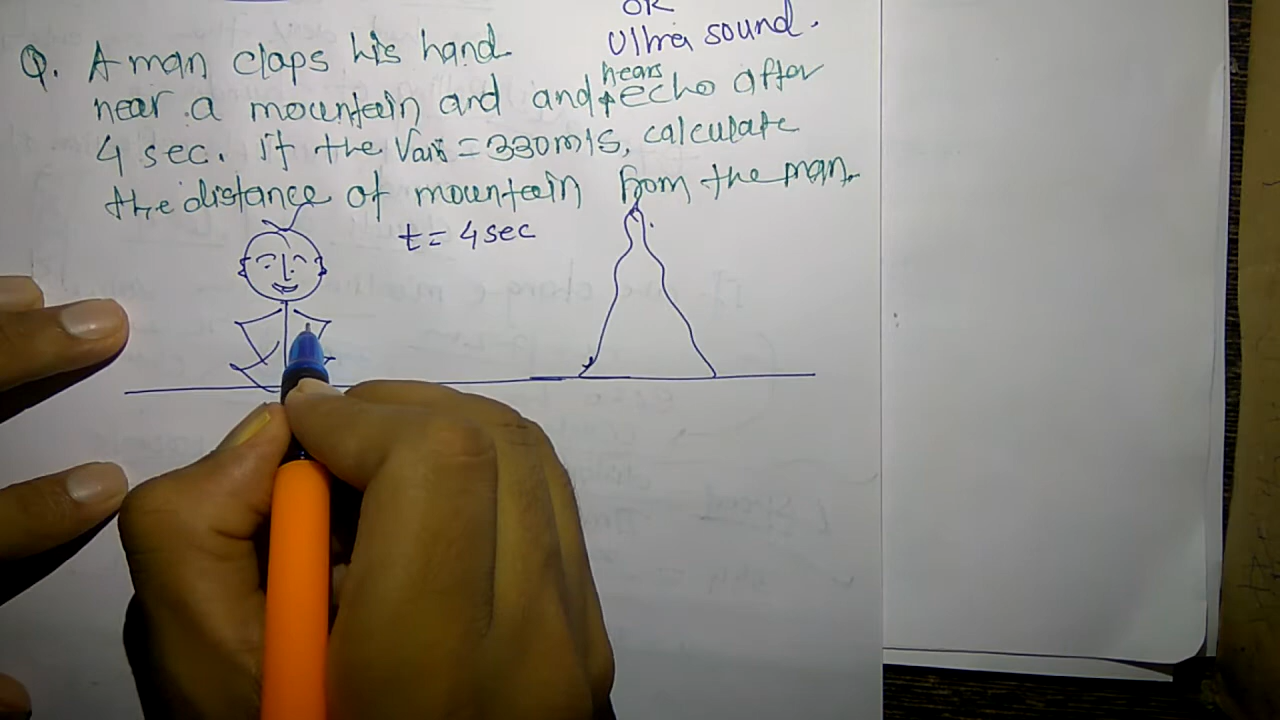 OR
Ultra sound.
Q. A man claps his hand
hears
near a mountain and and echo after
4 sec. If the Vair = 330m/s, calculate
the distance of mountain from the man.
t = 4 sec